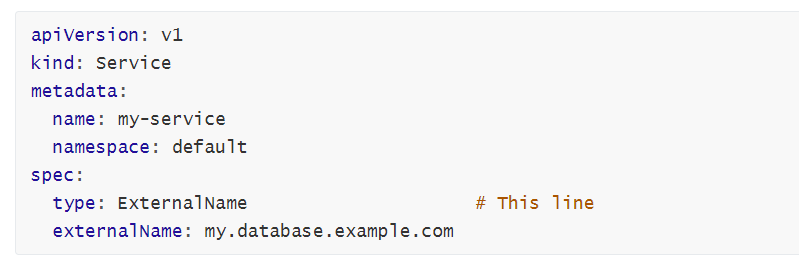 apiVersion: v1
kind: Service
metadata:
  name: my-service
  namespace: default
spec:
  type: ExternalName                     # This line
  externalName: my.database.example.com